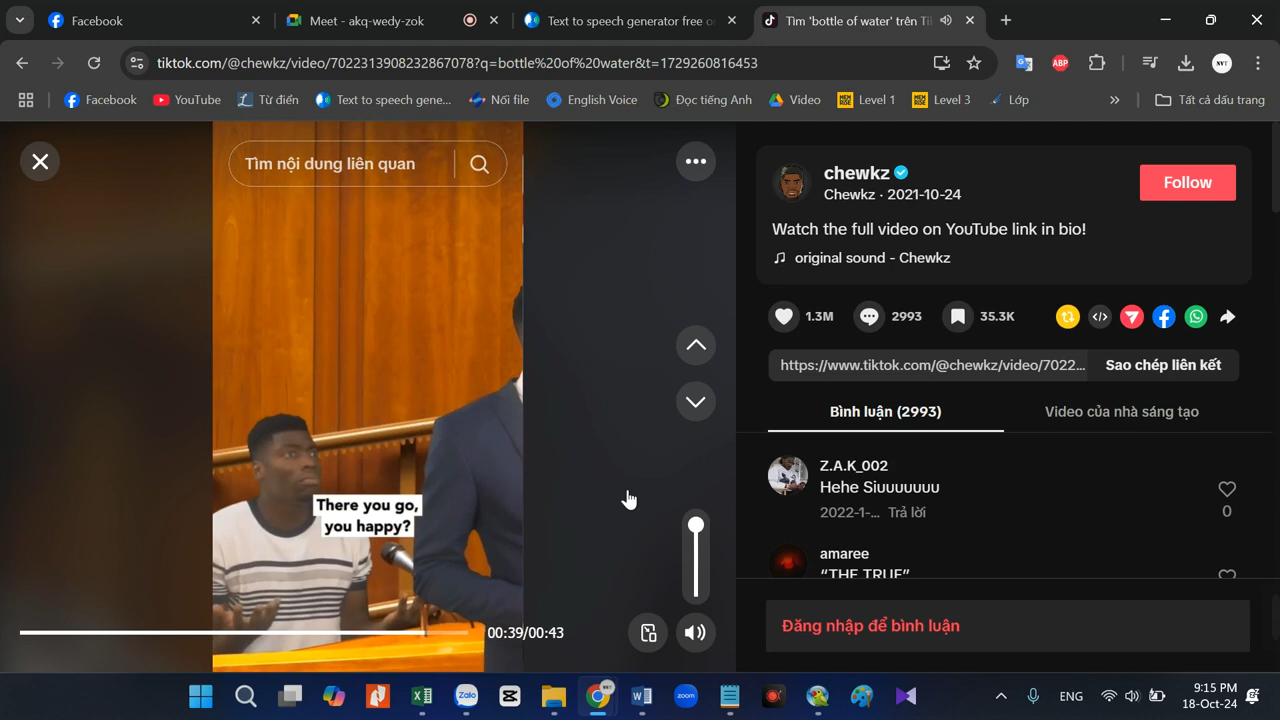 Facebook
Meet - akq-wedy-zok
Text to speech generator free or
Tìm 'bottle of water' trên Ti
tiktok.com/@chewkz/video/7022313908232867078?q=bottle%20of%20water&t=1729260816453
ABP
NVT
Facebook
YouTube
Từ điển
Text to speech gene...
Nối file
English Voice
Đọc tiếng Anh
Video
Level 1
Level 3
Lớp
Tất cả dấu trang
Tìm nội dung liên quan
chewkz
Chewkz · 2021-10-24
Follow
Watch the full video on YouTube link in bio!
original sound - Chewkz
1.3M
2993
35.3K
https://www.tiktok.com/@chewkz/video/7022...
Sao chép liên kết
Bình luận (2993)
Video của nhà sáng tạo
Z.A.K_002
Hehe Siuuuuuuu
2022-1-... Trả lời
0
amaree
“THE TRUE”
There you go,
you happy?
00:39/00:43
Đăng nhập để bình luận
Zalo
zoom
ENG
9:15 PM
18-Oct-24